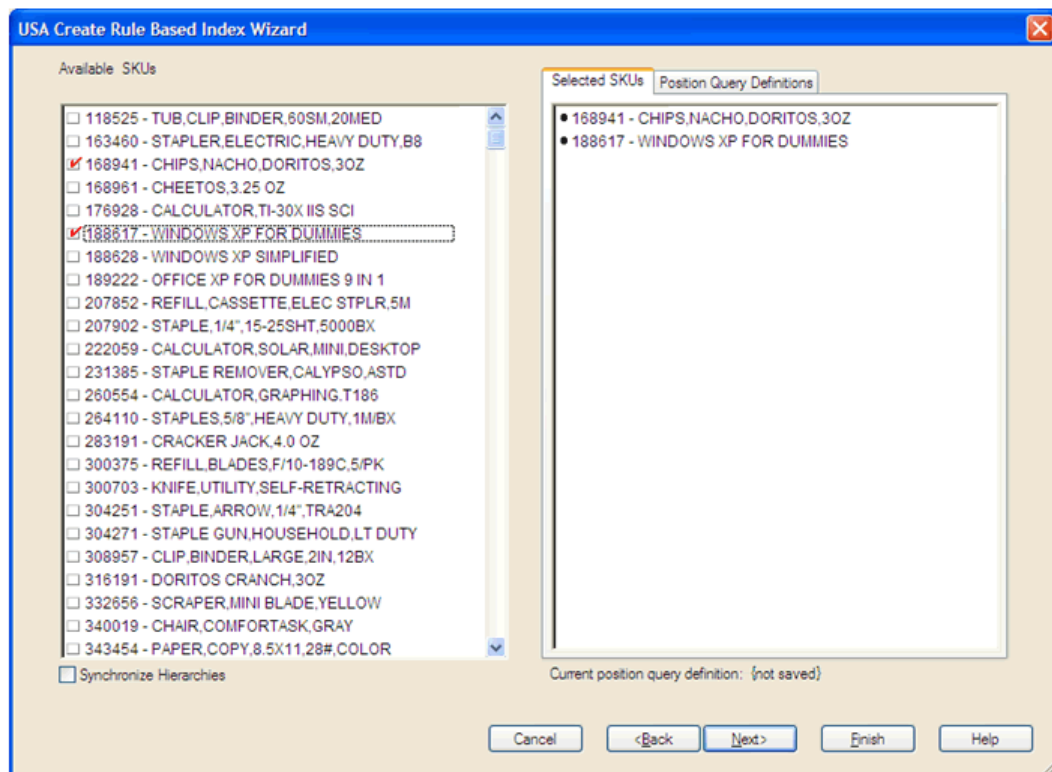 USA Create Rule Based Index Wizard
Available SKUs
118525 - TUB,CLIP,BINDER,60SM,20MED
163460 - STAPLER,ELECTRIC,HEAVY DUTY,B8
168941 - CHIPS,NACHO,DORITOS,3OZ
168961 - CHEETOS,3.25 OZ
176928 - CALCULATOR,TI-30X IIS SCI
188617 - WINDOWS XP FOR DUMMIES
188628 - WINDOWS XP SIMPLIFIED
189222 - OFFICE XP FOR DUMMIES 9 IN 1
207852 - REFILL,CASSETTE,ELEC STPLR,5M
207902 - STAPLE,1/4",15-25SHT,5000BX
222059 - CALCULATOR,SOLAR,MINI,DESKTOP
231385 - STAPLE REMOVER,CALYPSO,ASTD
260554 - CALCULATOR,GRAPHING.T186
264110 - STAPLES,5/8",HEAVY DUTY,1M/BX
283191 - CRACKER JACK,4.0 OZ
300375 - REFILL,BLADES,F/10-189C,5/PK
300703 - KNIFE,UTILITY,SELF-RETRACTING
304251 - STAPLE,ARROW,1/4",TRA204
304271 - STAPLE GUN,HOUSEHOLD,LT DUTY
308957 - CLIP,BINDER,LARGE,2IN,12BX
316191 - DORITOS CRANCH,3OZ
332656 - SCRAPER,MINI BLADE,YELLOW
340019 - CHAIR,COMFORTASK,GRAY
343454 - PAPER,COPY,8.5X11,28#,COLOR
Synchronize Hierarchies
Selected SKUs Position Query Definitions
168941 - CHIPS,NACHO,DORITOS,3OZ
188617 - WINDOWS XP FOR DUMMIES
Current position query definition: {not saved}
Cancel <Back Next> Finish Help